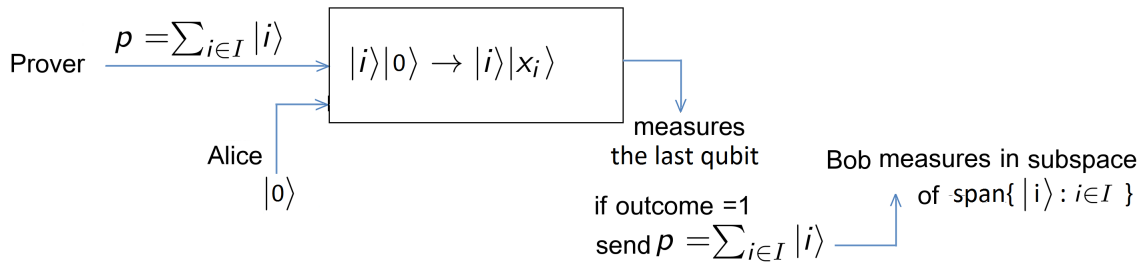 p =∑_{i∈I} |i⟩
Prover
|i⟩|0⟩ → |i⟩|x_i⟩
Alice
|0⟩
measures
the last qubit
if outcome =1
send p =∑_{i∈I} |i⟩
Bob measures in subspace
of span{ |i⟩ : i∈I }